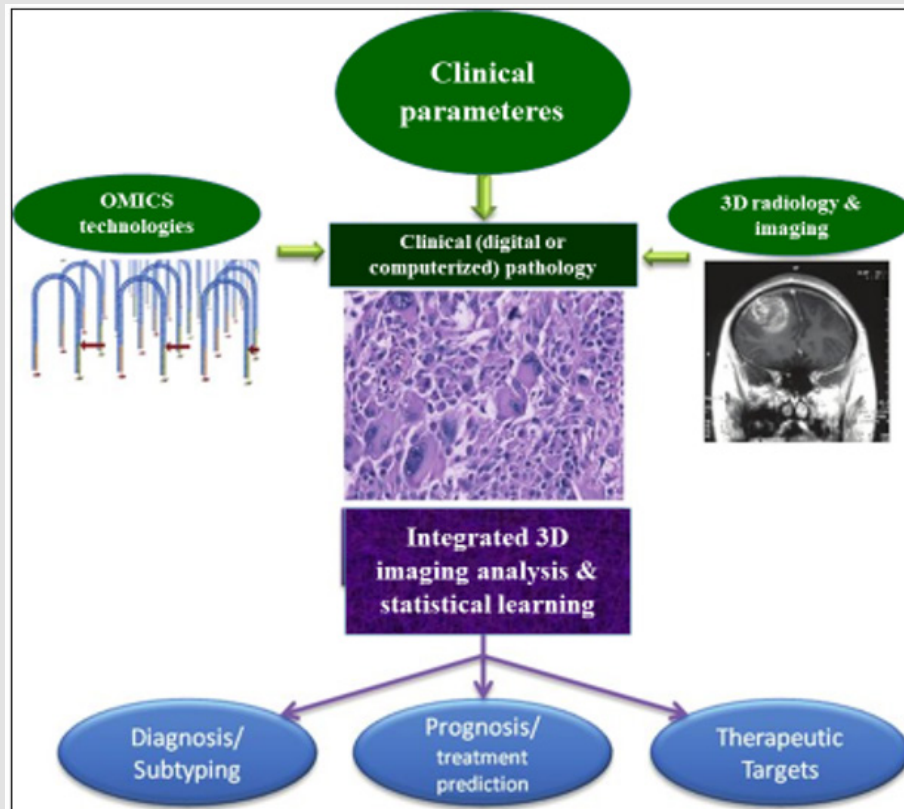 Clinical
parameteres
OMICS
technologies
3D radiology &
imaging
Clinical (digital or
computerized) pathology
Integrated 3D
imaging analysis &
statistical learning
Diagnosis/
Subtyping
Prognosis/
treatment
prediction
Therapeutic
Targets